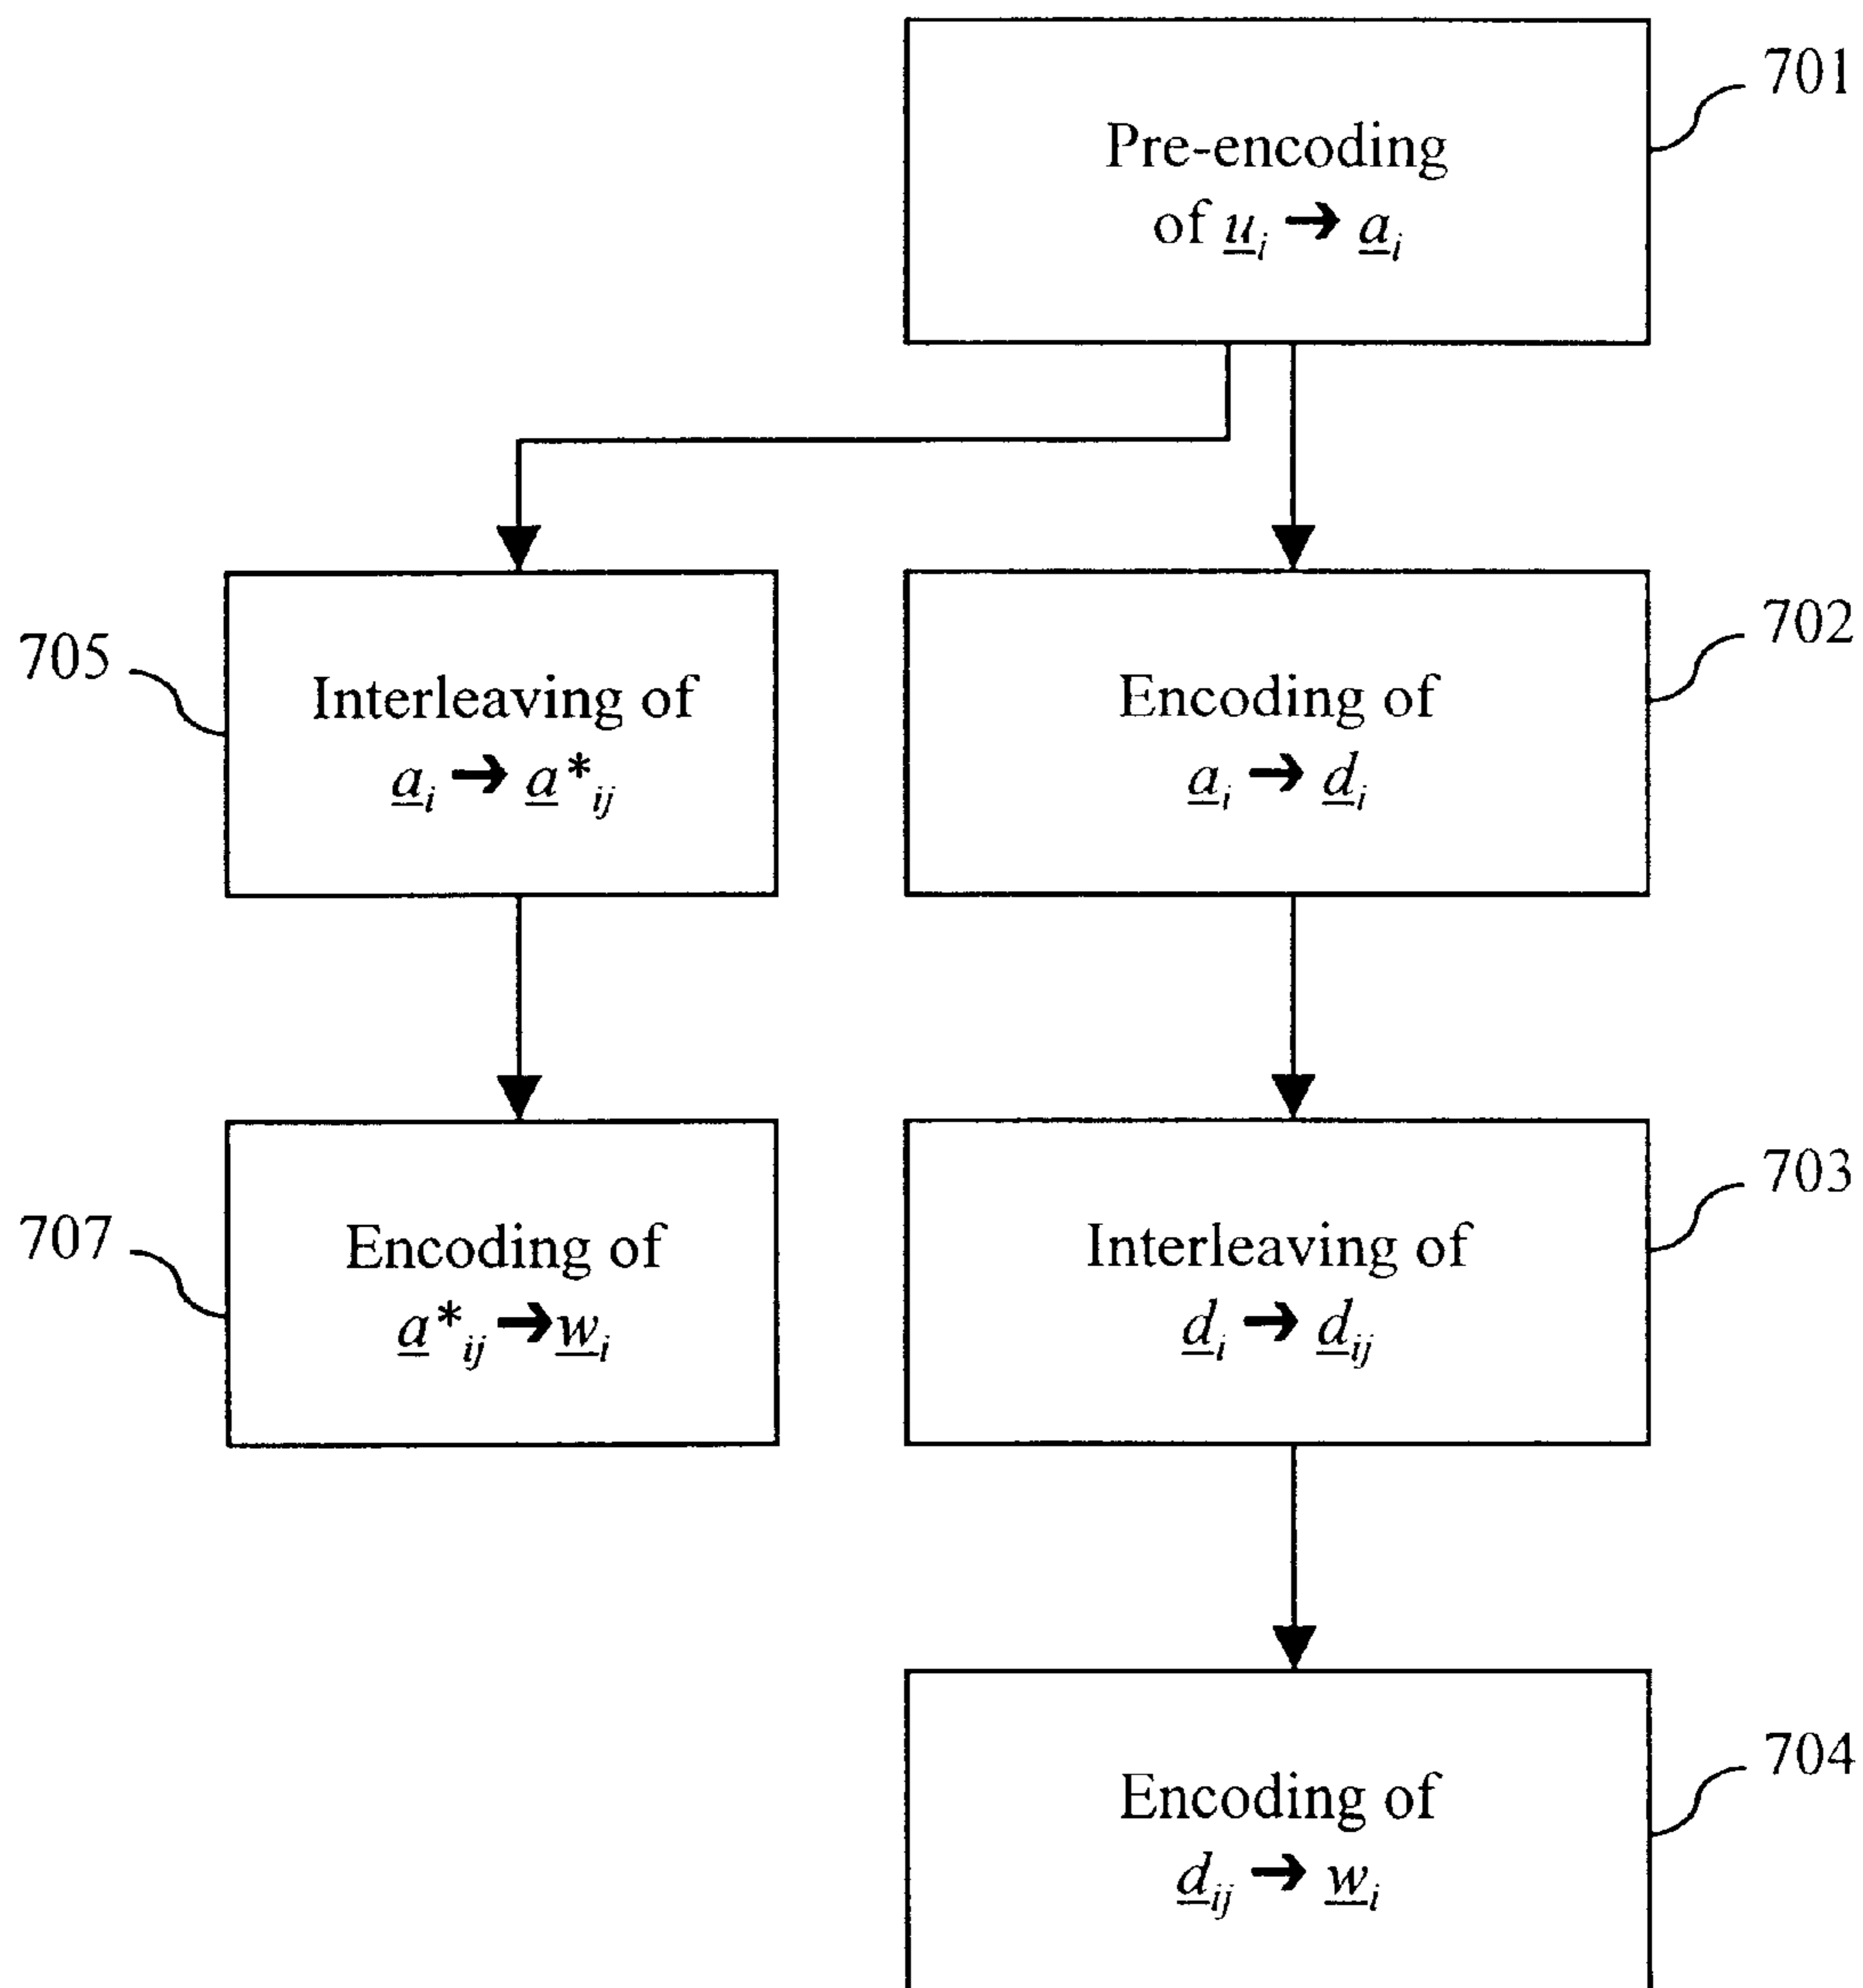 Pre-encoding
of u_i ➔ a_i
701
705
Interleaving of
a_i ➔ a*_ij
Encoding of
a_i ➔ d_i
702
707
Encoding of
a*_ij ➔ w_i
Interleaving of
d_i ➔ d_ij
703
Encoding of
d_ij ➔ w_i
704